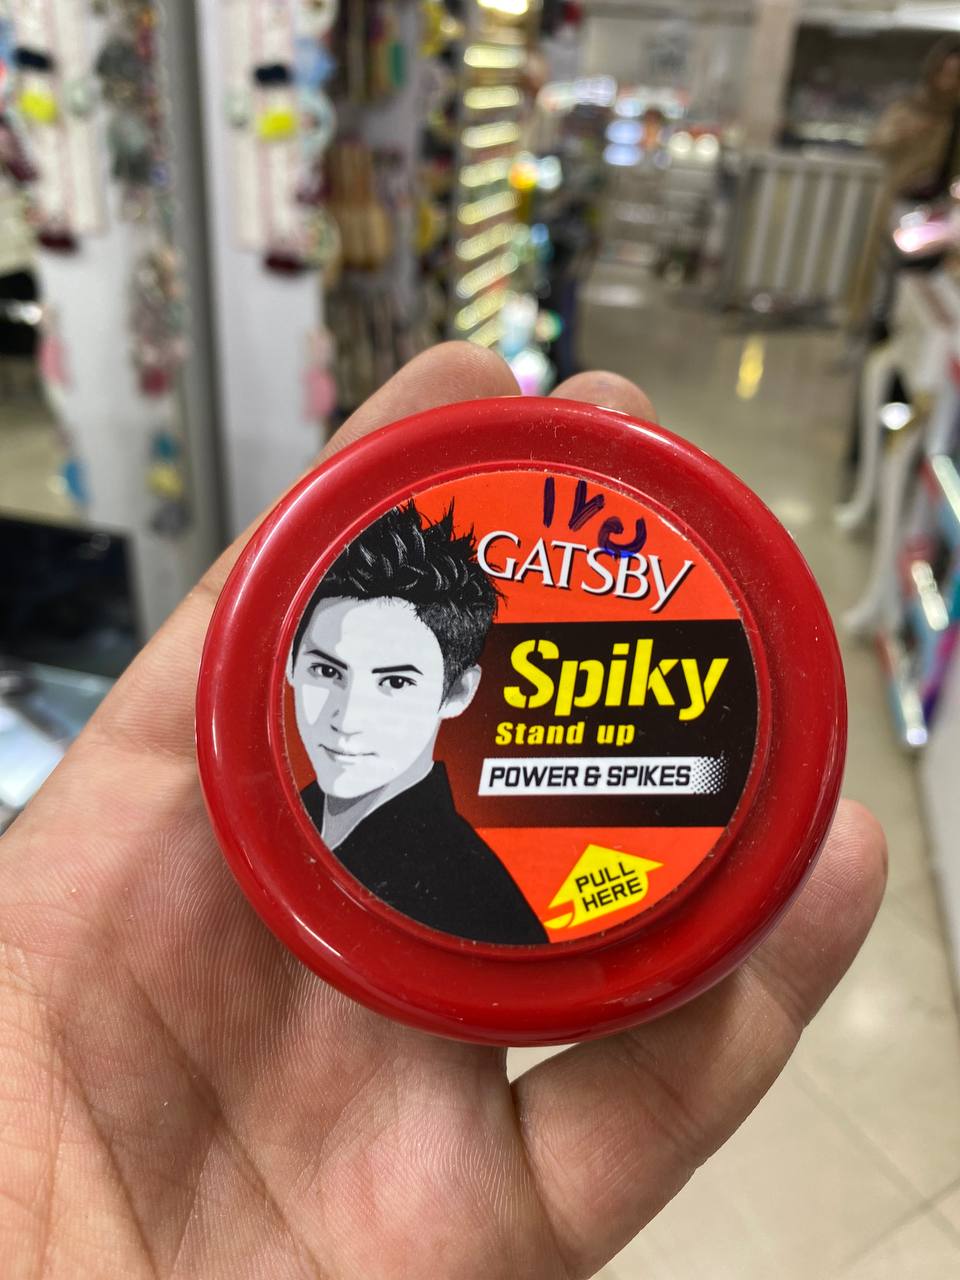 GATSBY
Spiky
Stand up
POWER & SPIKES
PULL
HERE